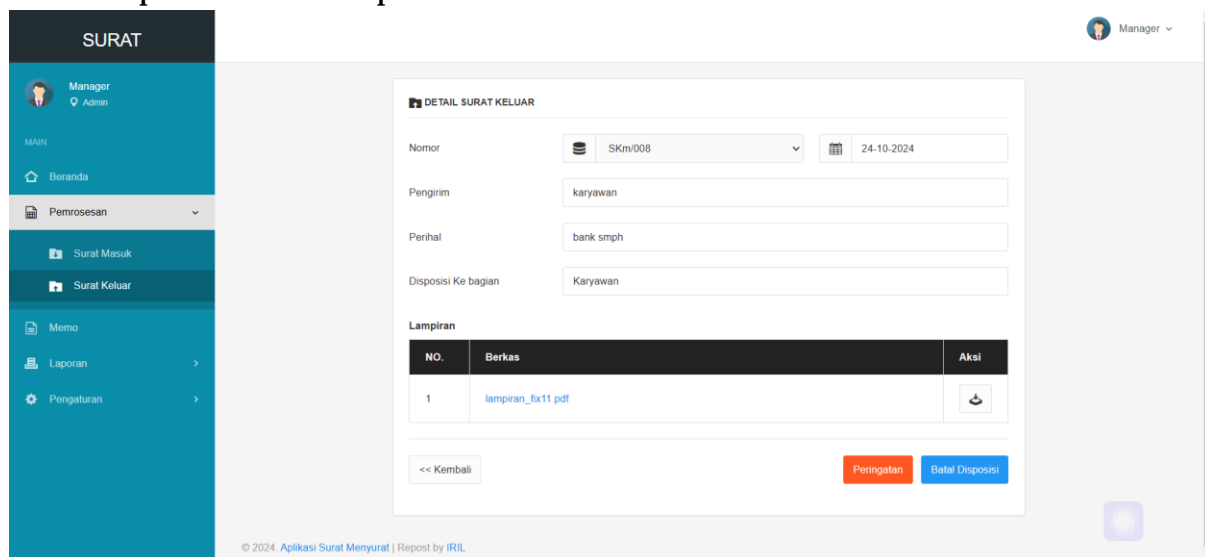 SURAT
Manager
Manager
Admin
MAIN
Beranda
Pemrosesan
Surat Masuk
Surat Keluar
Memo
Laporan
Pengaturan
DETAIL SURAT KELUAR
Nomor SKm/008 24-10-2024
Pengirim karyawan
Perihal bank smph
Disposisi Ke bagian Karyawan
Lampiran
NO. Berkas Aksi
1 lampiran_fix11.pdf
<< Kembali Peringatan Batal Disposisi
© 2024. Aplikasi Surat Menyurat | Repost by IRIL